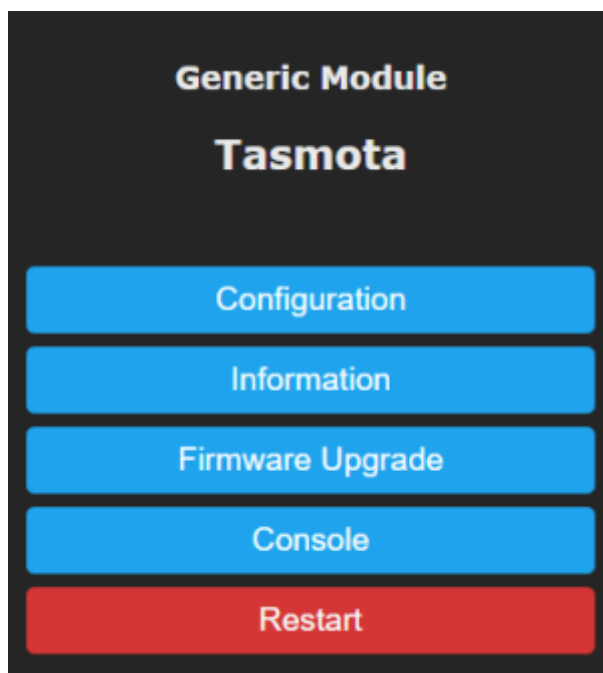 Generic Module
Tasmota
Configuration
Information
Firmware Upgrade
Console
Restart